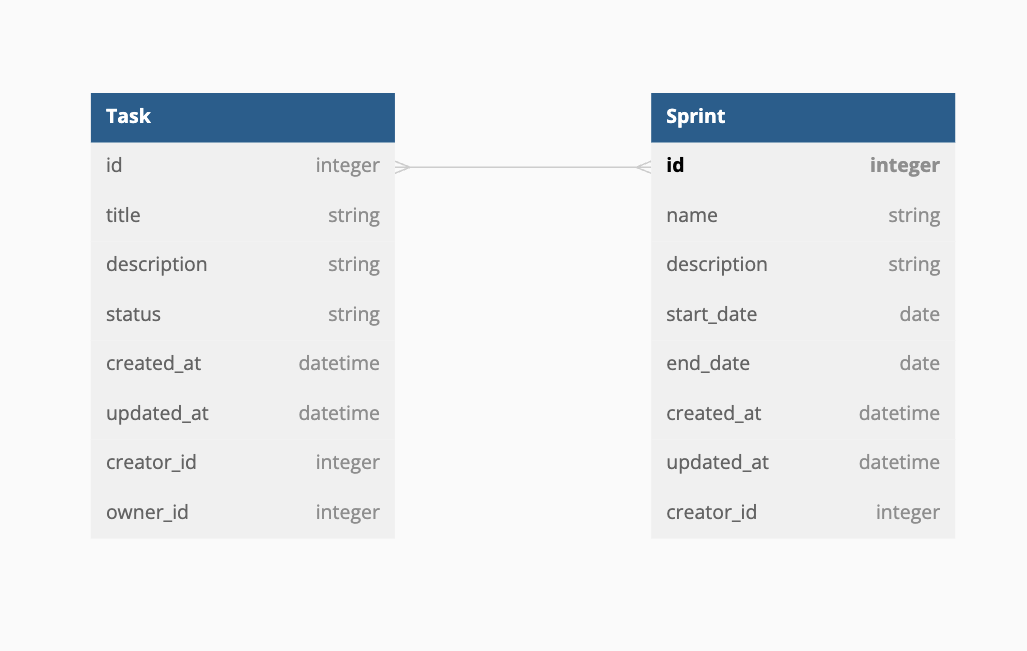 Task
id integer
title string
description string
status string
created_at datetime
updated_at datetime
creator_id integer
owner_id integer
Sprint
id integer
name string
description string
start_date date
end_date date
created_at datetime
updated_at datetime
creator_id integer